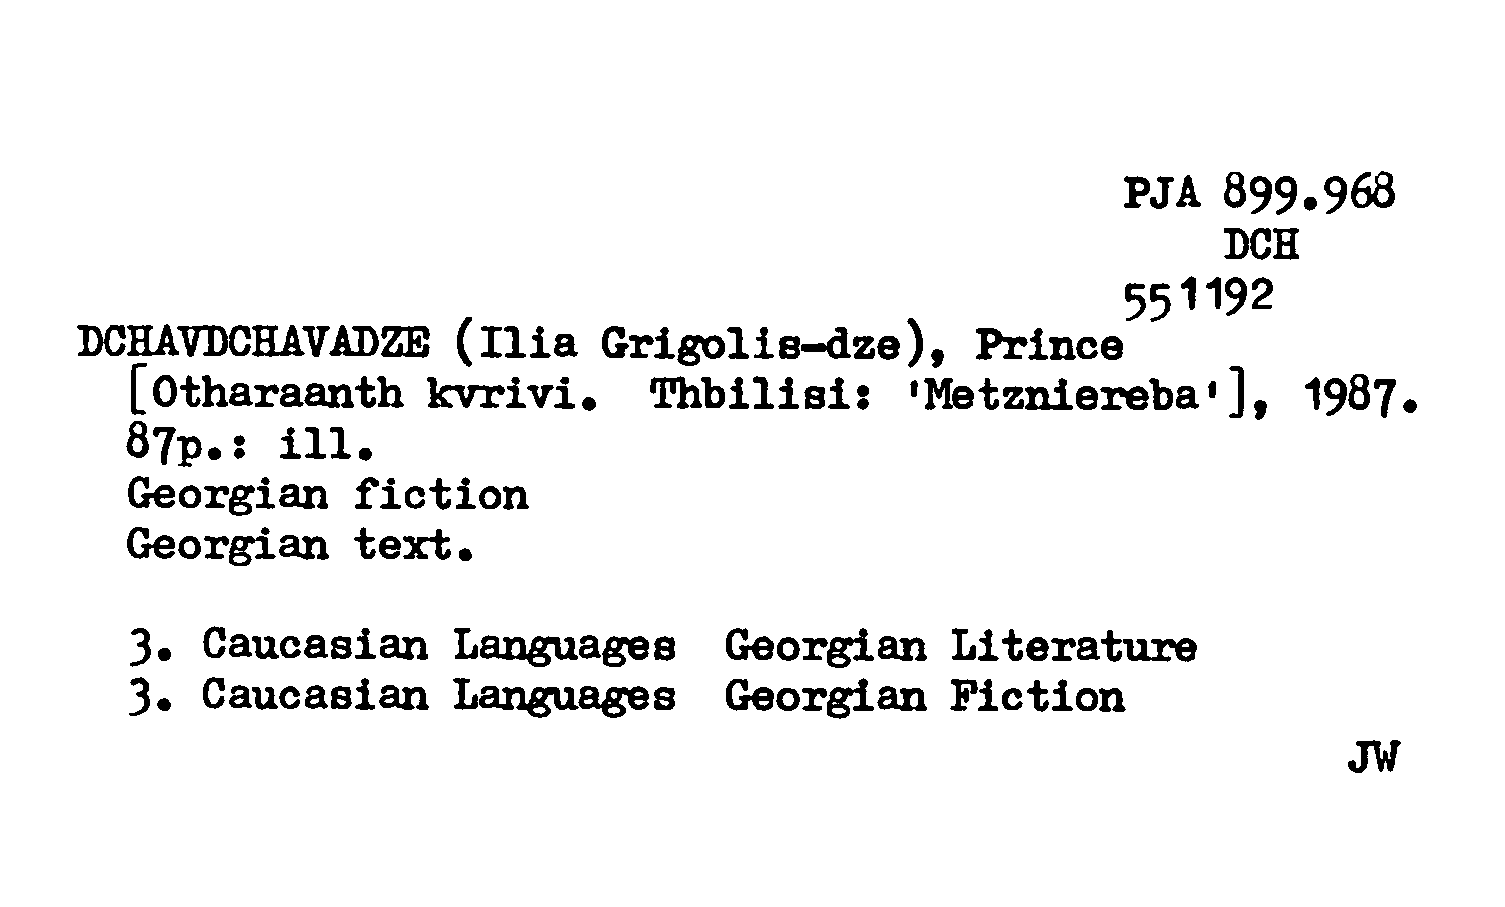 PJA 899.968
DCH
551192
DCHAVDCHAVADZE (Ilia Grigolis-dze), Prince
[Otharaanth kvrivi. Thbilisi: 'Metzniereba'], 1987.
87p.: ill.
Georgian fiction
Georgian text.
3. Caucasian Languages Georgian Literature
3. Caucasian Languages Georgian Fiction
JW